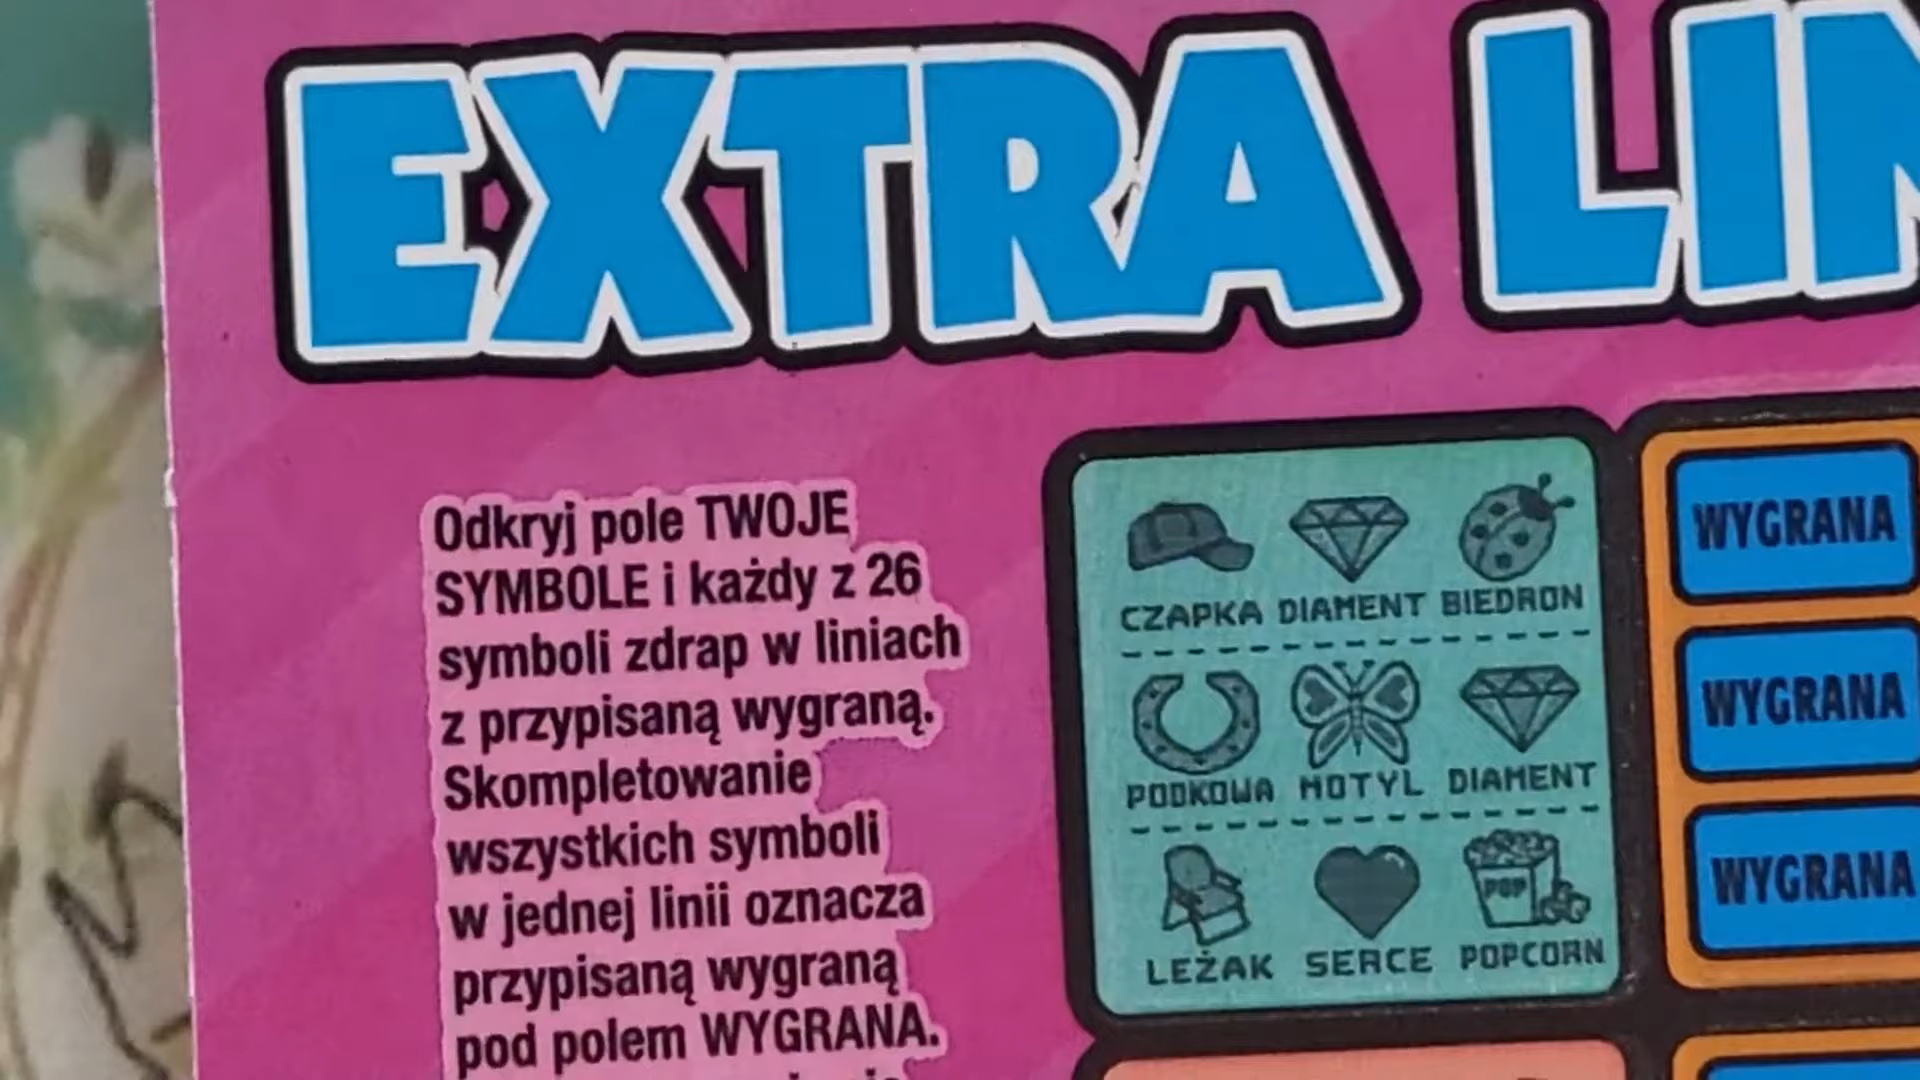 EXTRA LIN
Odkryj pole TWOJE
SYMBOLE i każdy z 26
symboli zdrap w liniach
z przypisaną wygraną.
Skompletowanie
wszystkich symboli
w jednej linii oznacza
przypisaną wygraną
pod polem WYGRANA.
CZAPKA DIAMENT BIEDRON
PODKOWA MOTYL DIAMENT
POP
LEŻAK SERCE POPCORN
WYGRANA
WYGRANA
WYGRANA